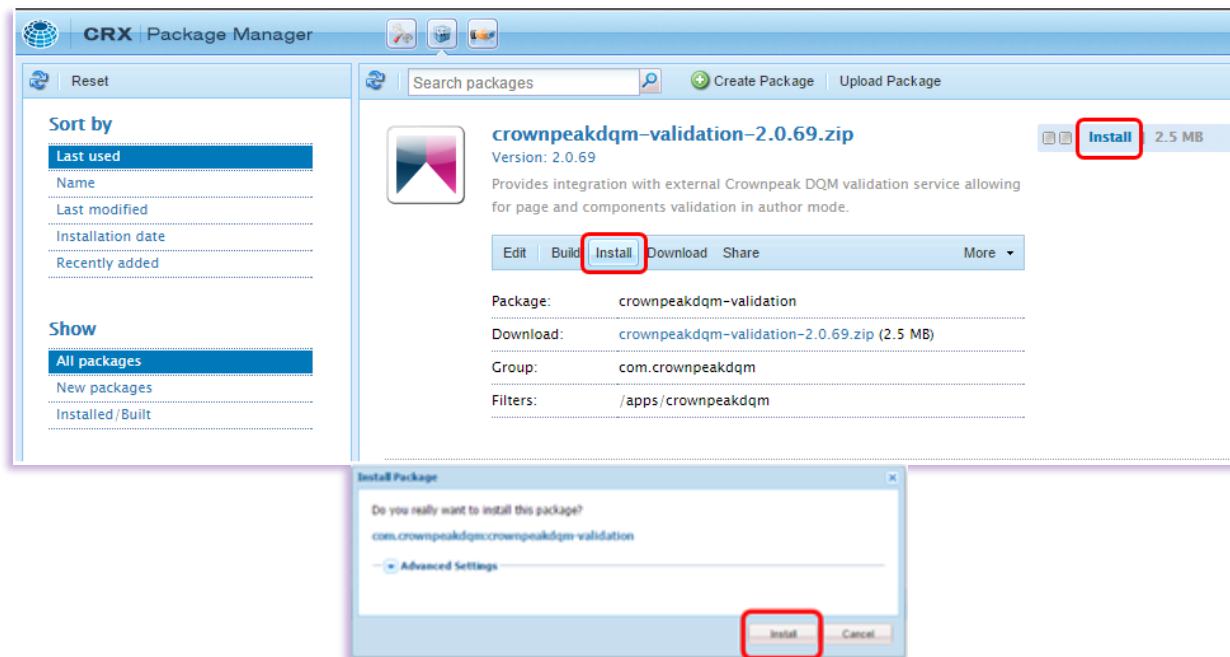 CRX Package Manager
Reset
Search packages
Create Package
Upload Package
Sort by
Last used
Name
Last modified
Installation date
Recently added
Show
All packages
New packages
Installed/Built
crownpeakdqm-validation-2.0.69.zip
Install
2.5 MB
Version: 2.0.69
Provides integration with external Crownpeak DQM validation service allowing
for page and components validation in author mode.
Edit Build Install Download Share More
Package: crownpeakdqm-validation
Download: crownpeakdqm-validation-2.0.69.zip (2.5 MB)
Group: com.crownpeakdqm
Filters: /apps/crownpeakdqm
Install Package
Do you really want to install this package?
com.crownpeakdqm:crownpeakdqm-validation
Advanced Settings
Install Cancel